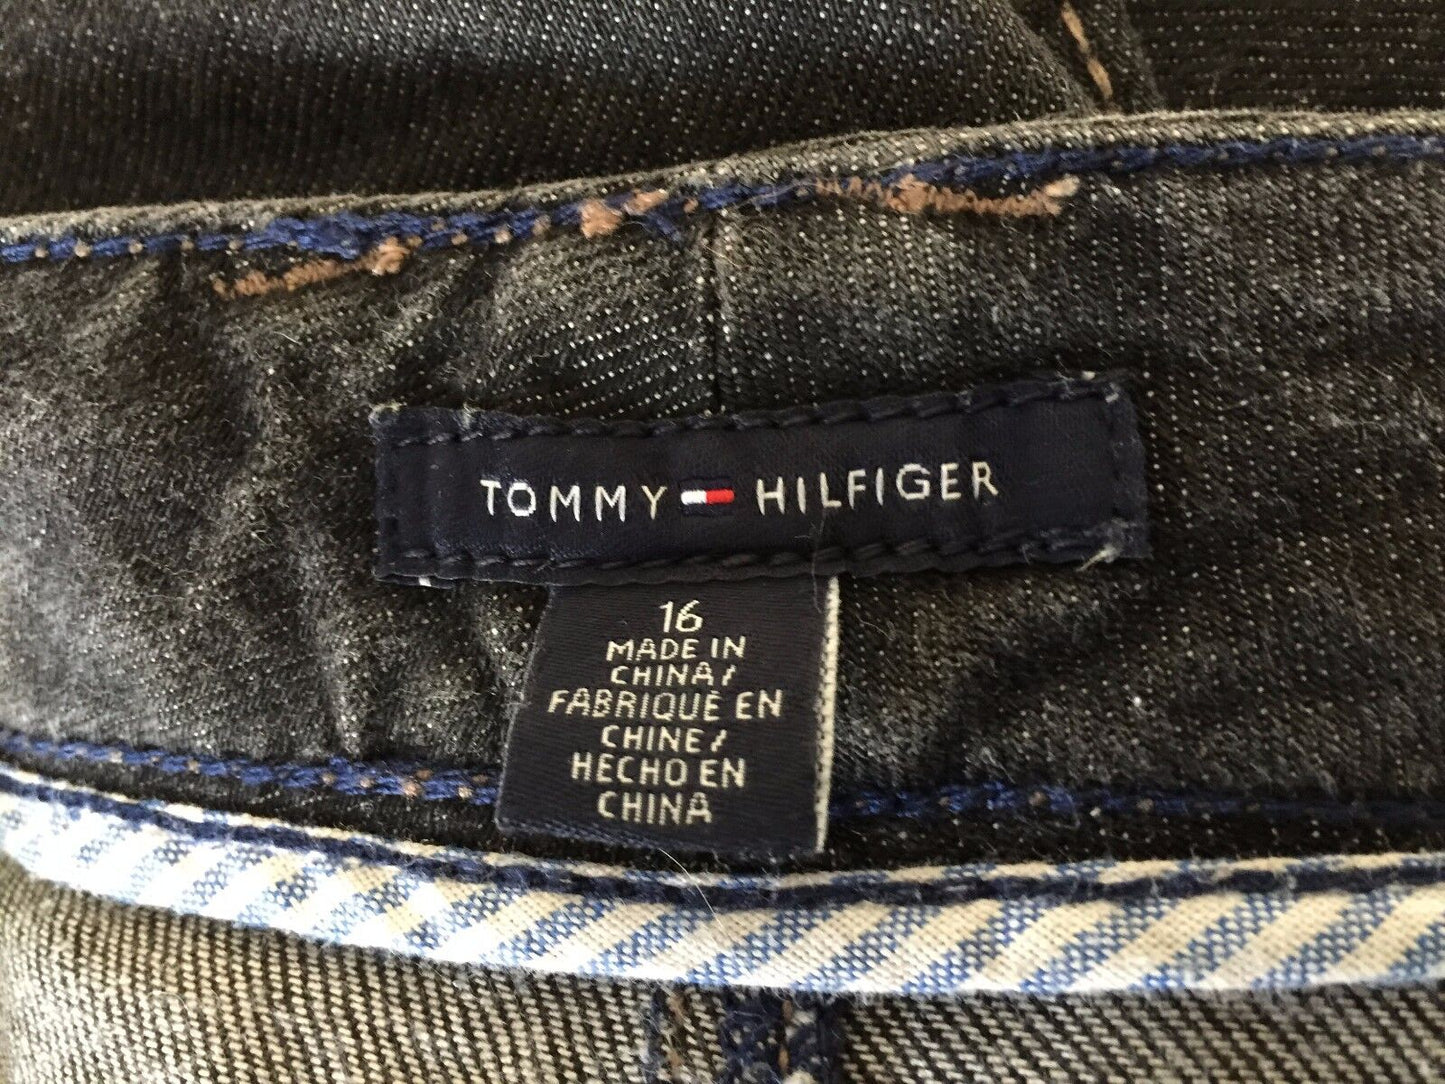 TOMMY HILFIGER
16
MADE IN
CHINA/
FABRIQUÉ EN
CHINE/
HECHO EN
CHINA